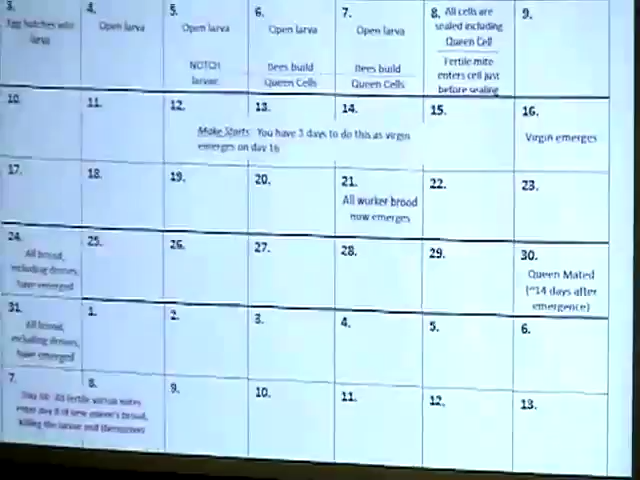 3.
Egg hatches into
larva
4.
Open larva
5.
Open larva
NOTCH
larvae
6.
Open larva
Bees build
Queen Cells
7.
Open larva
Bees build
Queen Cells
8. All cells are
sealed including
Queen Cell
Fertile mite
enters cell just
before sealing
9.
10.
11.
12.
13.
14.
Make Starts: You have 3 days to do this as virgin
emerges on day 16
15.
16.
Virgin emerges
17.
18.
19.
20.
21.
All worker brood
now emerges
22.
23.
24.
All brood,
including drones,
have emerged
25.
26.
27.
28.
29.
30.
Queen Mated
(~14 days after
emergence)
31.
All brood,
including drones,
have emerged
1.
2.
3.
4.
5.
6.
7.
8.
All fertile varroa mites
enter day 8 of new queen's brood,
killing the larvae and themselves
9.
10.
11.
12.
13.